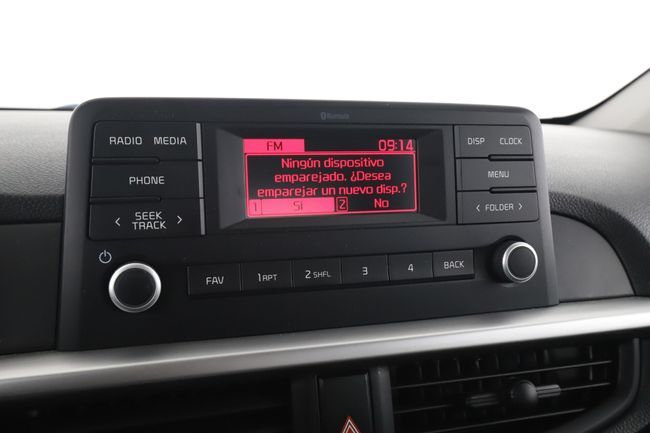 Bluetooth
RADIO MEDIA
PHONE
< SEEK >
TRACK
FM 09:14
Ningún dispositivo
emparejado. ¿Desea
emparejar un nuevo disp.?
1 Sí 2 No
DISP CLOCK
MENU
< FOLDER >
FAV 1 RPT 2 SHFL 3 4 BACK